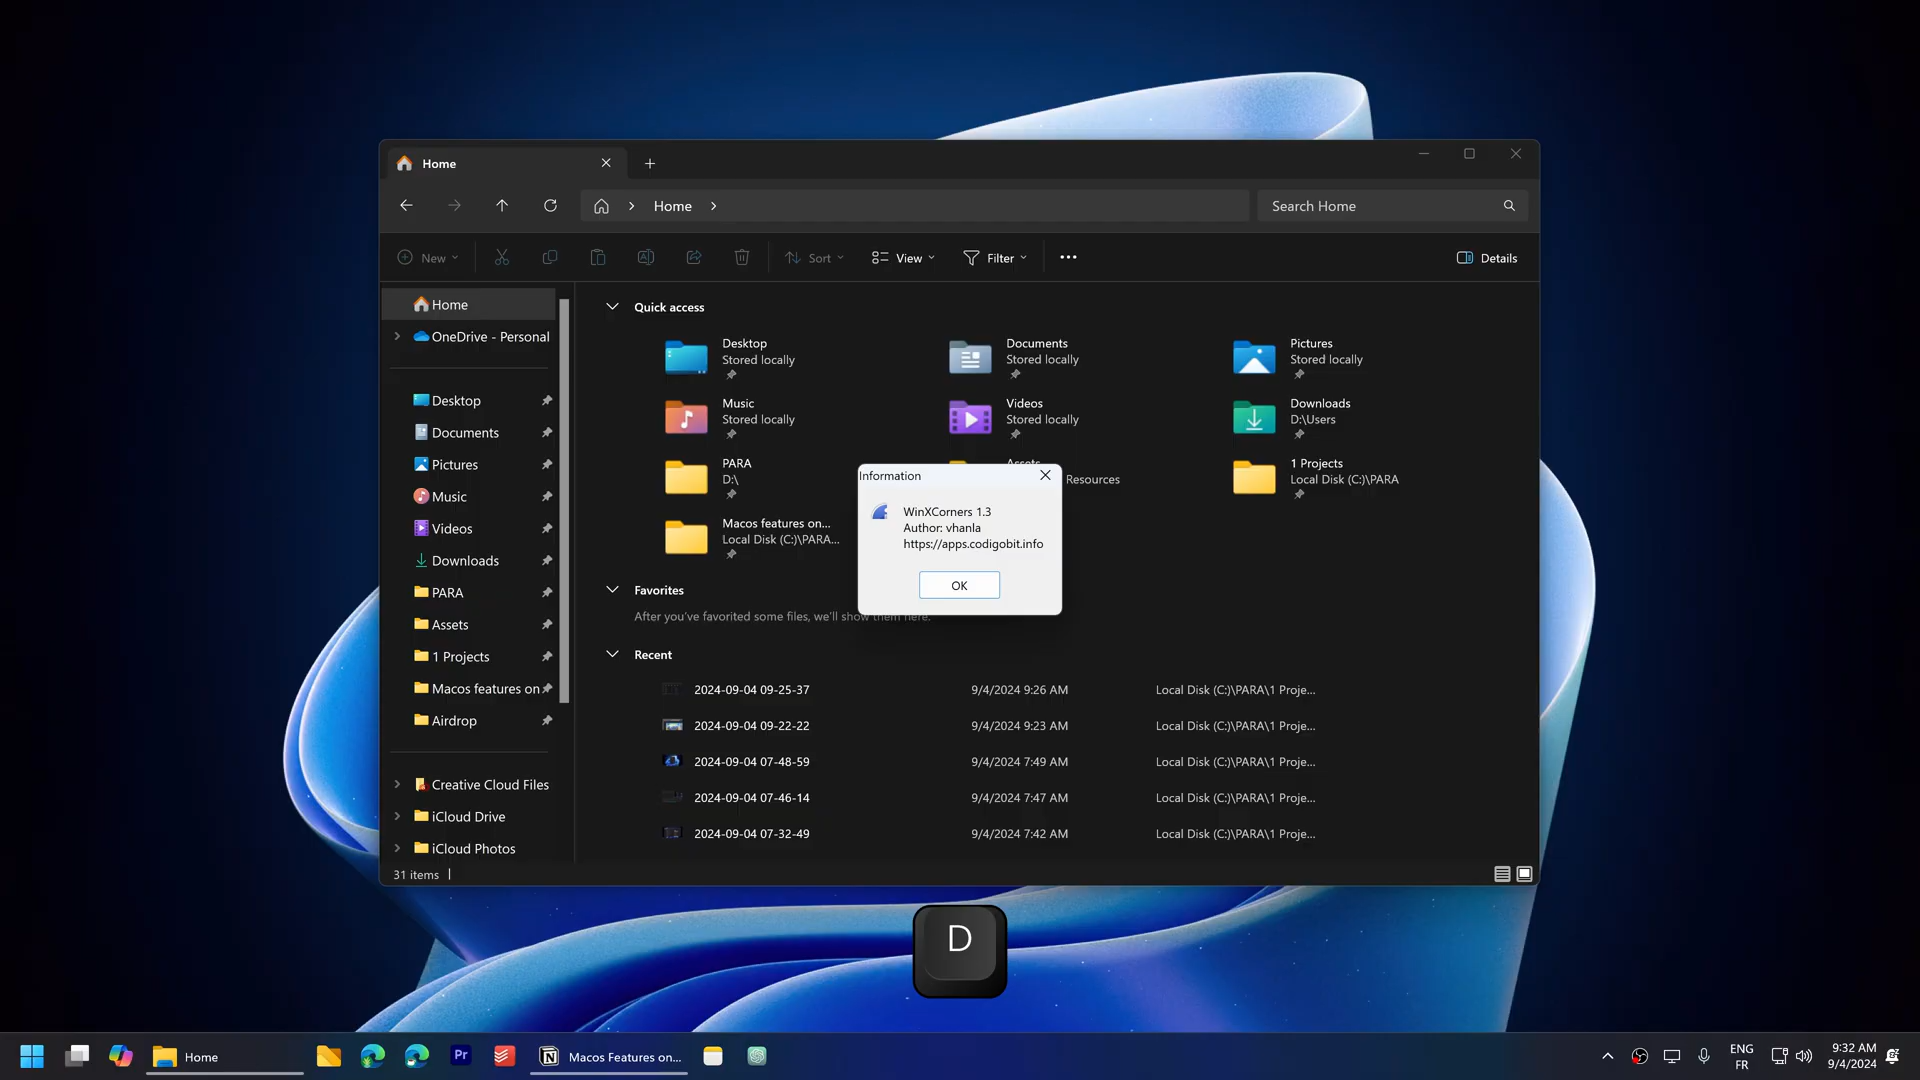 Home
Home
Search Home
New
Sort
View
Filter
Details
Home
OneDrive - Personal
Desktop
Documents
Pictures
Music
Videos
Downloads
PARA
Assets
1 Projects
Macos features on
Airdrop
Creative Cloud Files
iCloud Drive
iCloud Photos
Quick access
Desktop
Stored locally
Documents
Stored locally
Pictures
Stored locally
Music
Stored locally
Videos
Stored locally
Downloads
D:\Users
PARA
D:\
Assets
Resources
1 Projects
Local Disk (C:)\PARA
Macos features on...
Local Disk (C:)\PARA...
Information
WinXCorners 1.3
Author: vhanla
https://apps.codigobit.info
OK
Favorites
After you've favorited some files, we'll show them here.
Recent
2024-09-04 09-25-37 9/4/2024 9:26 AM Local Disk (C:)\PARA\1 Proje...
2024-09-04 09-22-22 9/4/2024 9:23 AM Local Disk (C:)\PARA\1 Proje...
2024-09-04 07-48-59 9/4/2024 7:49 AM Local Disk (C:)\PARA\1 Proje...
2024-09-04 07-46-14 9/4/2024 7:47 AM Local Disk (C:)\PARA\1 Proje...
2024-09-04 07-32-49 9/4/2024 7:42 AM Local Disk (C:)\PARA\1 Proje...
31 items
D
Home
Pr
Macos Features on...
ENG
FR
9:32 AM
9/4/2024